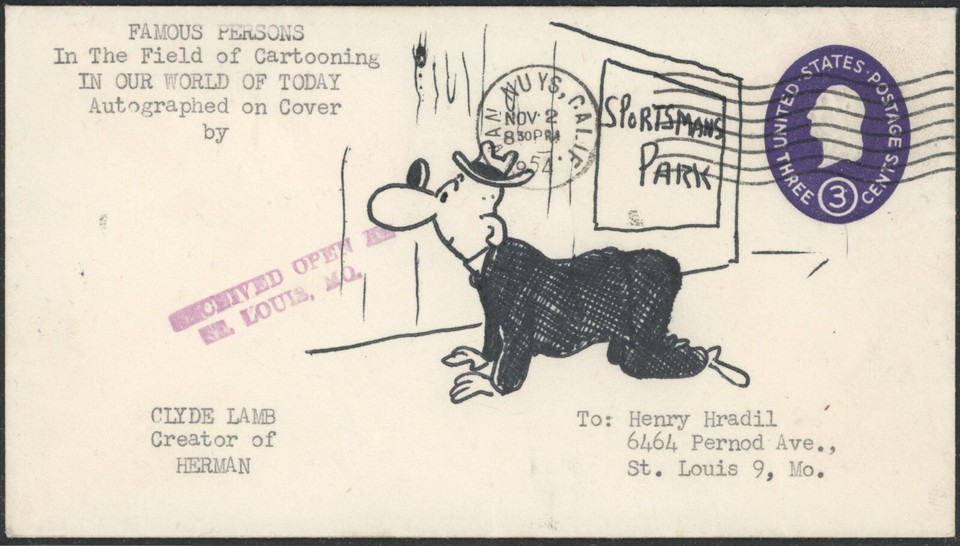 FAMOUS PERSONS
In The Field of Cartooning
IN OUR WORLD OF TODAY
Autographed on Cover
by
VAN NUYS, CALIF.
NOV 2
8 30 PM
1954
SPORTSMANS
PARK
UNITED STATES POSTAGE
THREE CENTS
3
RECEIVED OPEN
ST. LOUIS, MO.
CLYDE LAMB
Creator of
HERMAN
To: Henry Hradil
6464 Pernod Ave.,
St. Louis 9, Mo.